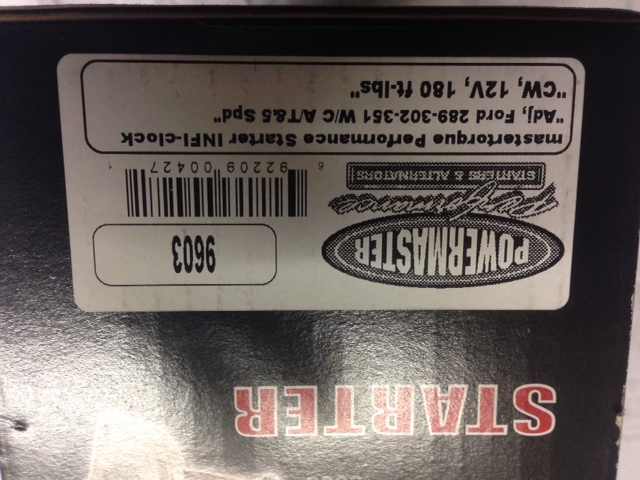 STARTER
POWERMASTER
Performance
STARTERS & ALTERNATORS
9603
6 92209 00427 1
mastertorque Performance Starter INFI-clock
"Adj, Ford 289-302-351 W/C A/T&5 Spd"
"CW, 12V, 180 ft-lbs"